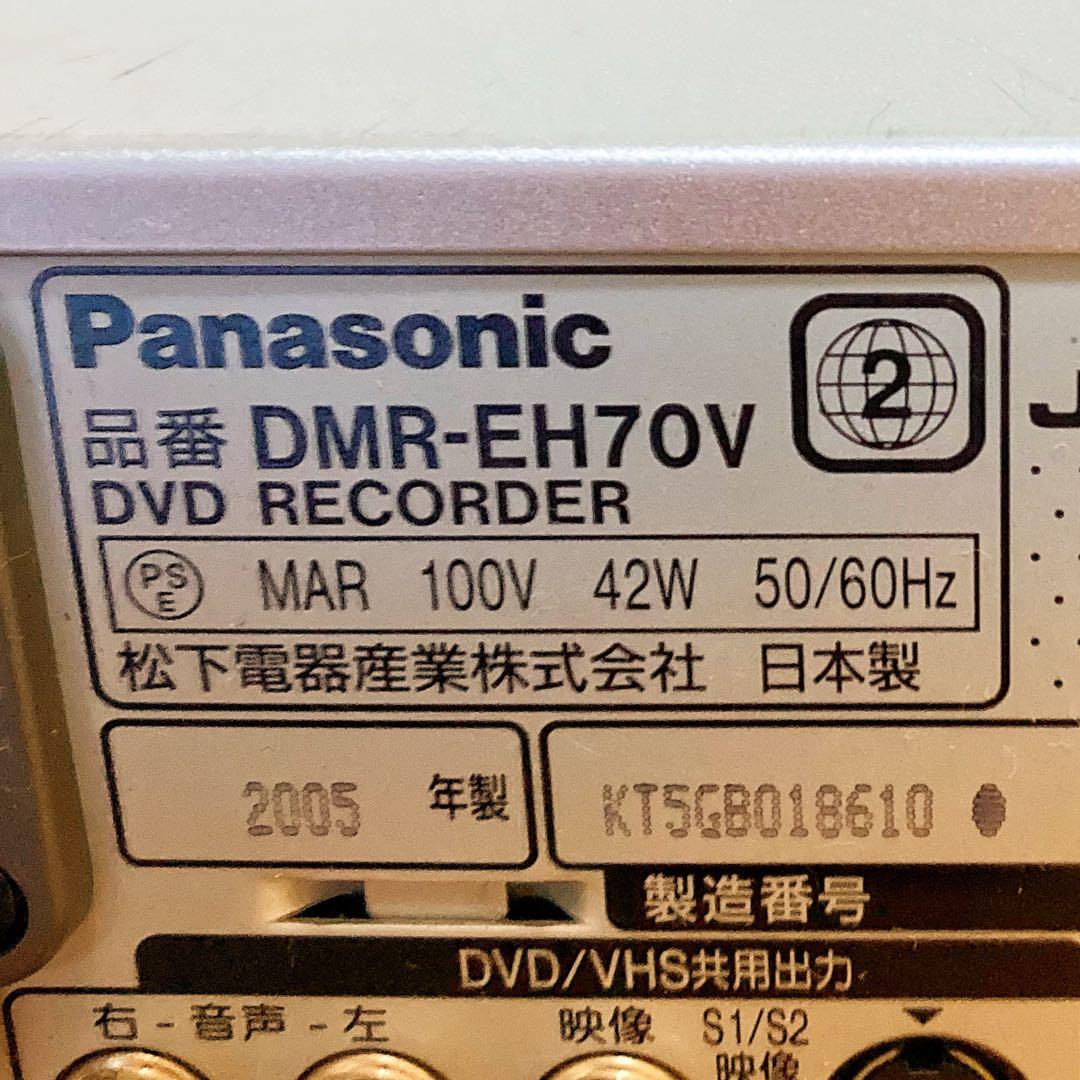 Panasonic
2
品番 DMR-EH70V
DVD RECORDER
PS E MAR 100V 42W 50/60Hz
松下電器産業株式会社 日本製
2005 年製
KT5GB018610
製造番号
DVD/VHS共用出力
右 - 音声 - 左
映像
S1/S2
映像